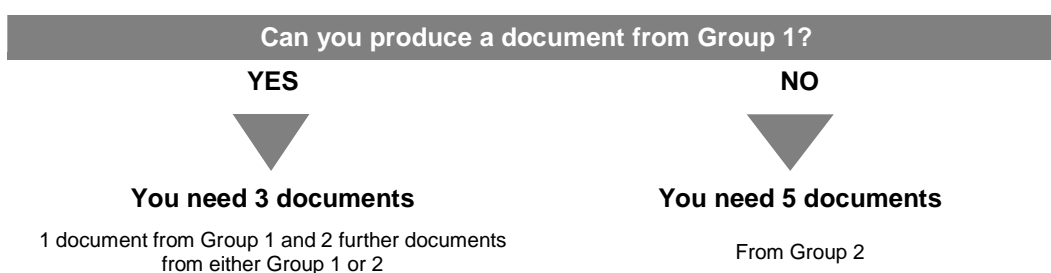 Can you produce a document from Group 1?
YES
NO
You need 3 documents
You need 5 documents
1 document from Group 1 and 2 further documents
from either Group 1 or 2
From Group 2